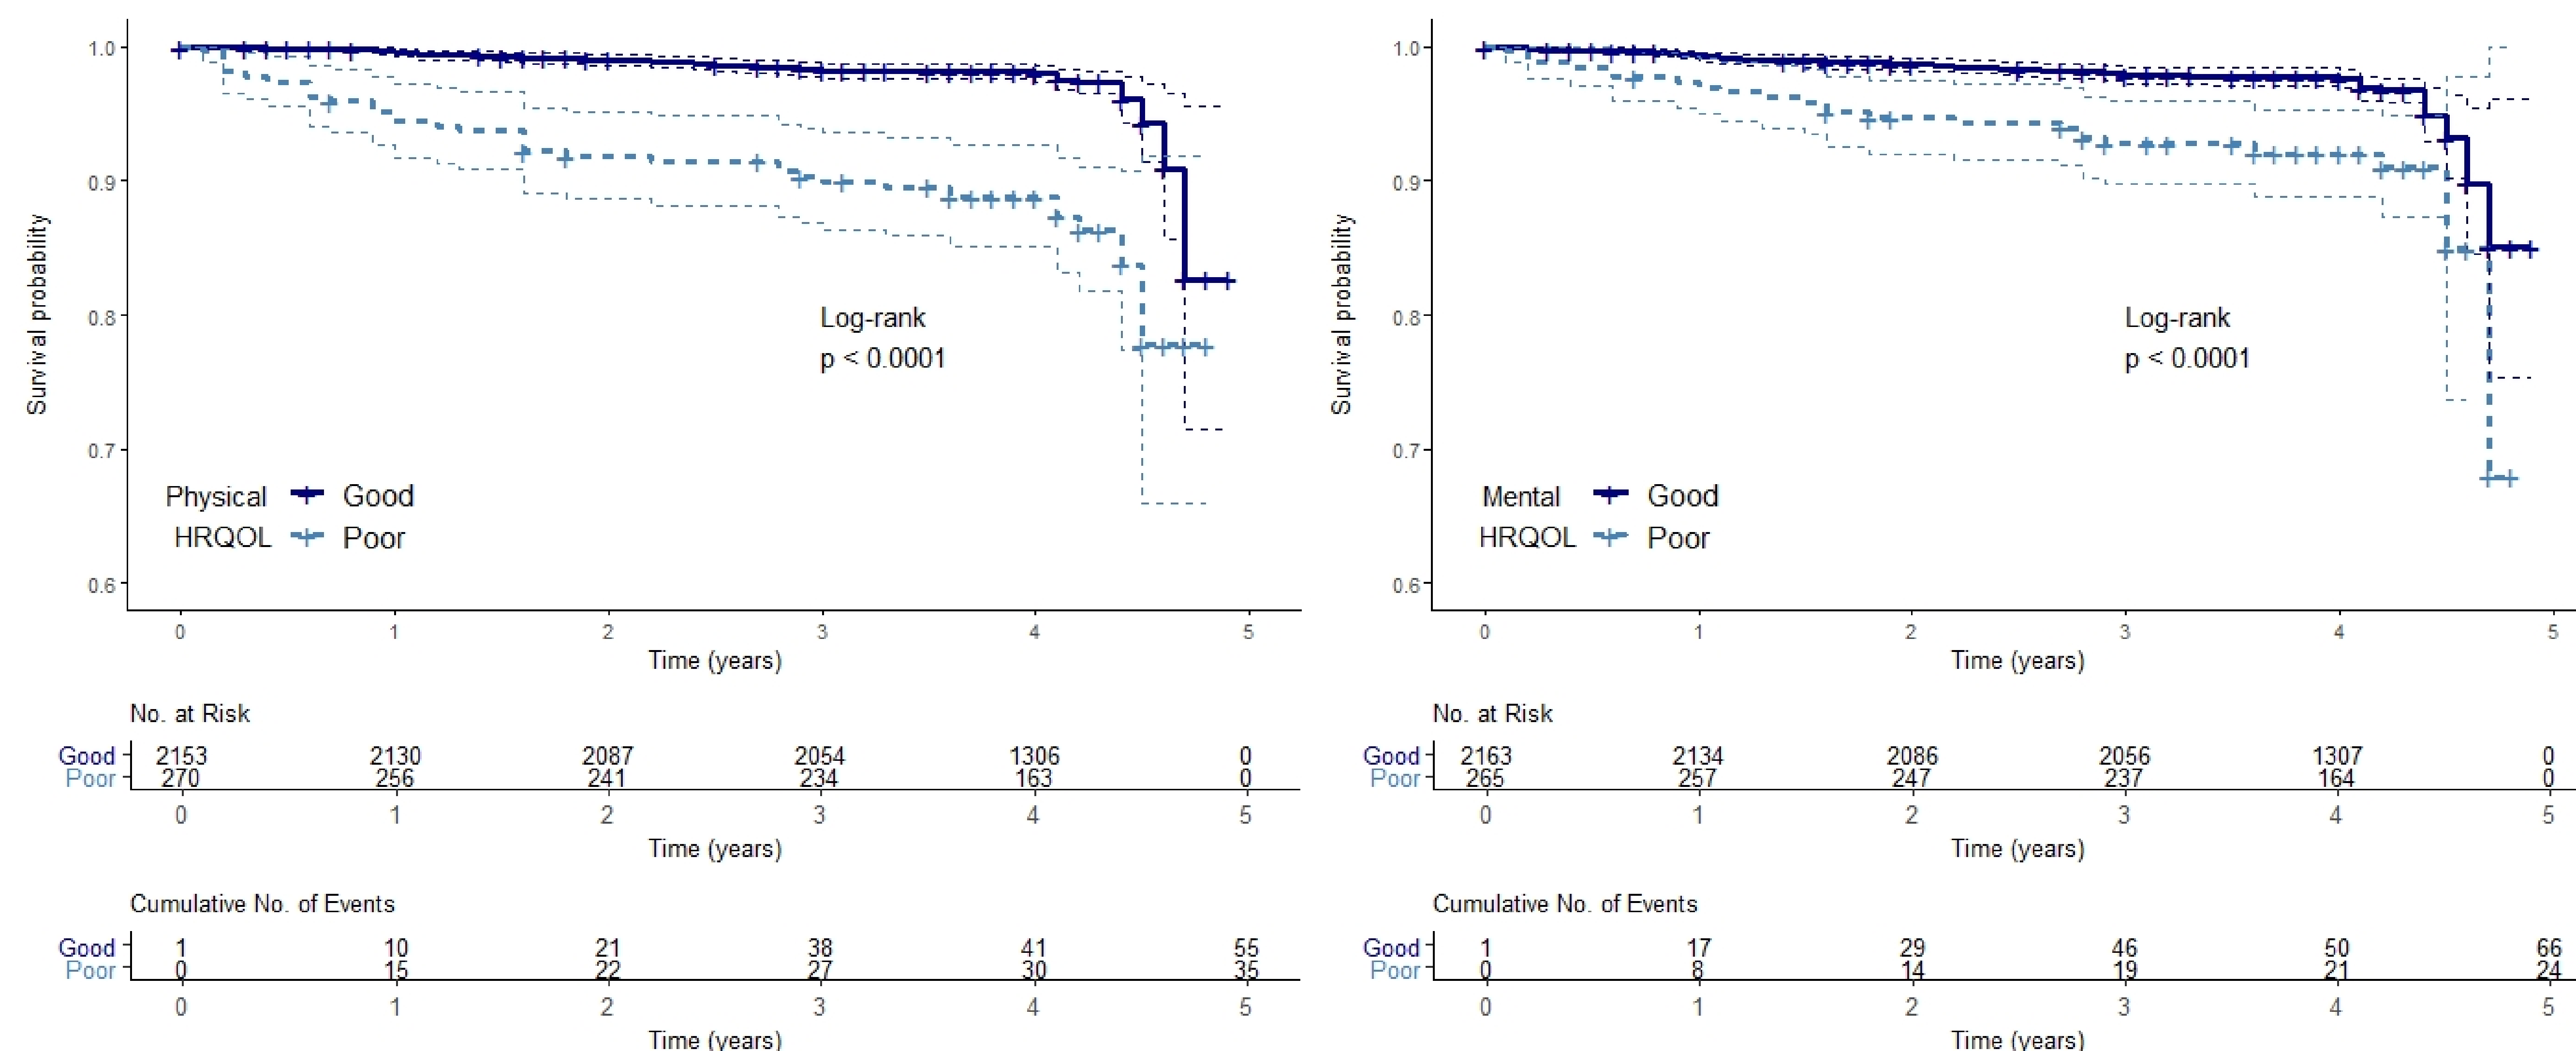 1.0
0.9
0.8
0.7
0.6
Survival probability
Log-rank
p < 0.0001
Physical Good
HRQOL Poor
0 1 2 3 4 5
Time (years)
No. at Risk
Good 2153 2130 2087 2054 1306 0
Poor 270 256 241 234 163 0
0 1 2 3 4 5
Time (years)
Cumulative No. of Events
Good 1 10 21 38 41 55
Poor 0 15 22 27 30 35
0 1 2 3 4 5
Time (years)
1.0
0.9
0.8
0.7
0.6
Survival probability
Log-rank
p < 0.0001
Mental Good
HRQOL Poor
0 1 2 3 4 5
Time (years)
No. at Risk
Good 2163 2134 2086 2056 1307 0
Poor 265 257 247 237 164 0
0 1 2 3 4 5
Time (years)
Cumulative No. of Events
Good 1 17 29 46 50 66
Poor 0 8 14 19 21 24
0 1 2 3 4 5
Time (years)